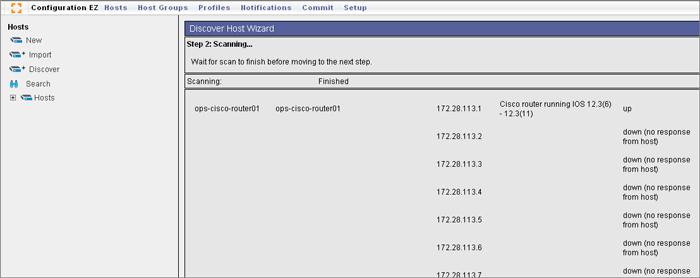 Configuration EZ Hosts Host Groups Profiles Notifications Commit Setup
Hosts
New
Import
Discover
Search
Hosts
Discover Host Wizard
Step 2: Scanning...
Wait for scan to finish before moving to the next step.
Scanning: Finished
ops-cisco-router01 ops-cisco-router01 172.28.113.1 Cisco router running IOS 12.3(6) up
- 12.3(11)
172.28.113.2 down (no response
from host)
172.28.113.3 down (no response
from host)
172.28.113.4 down (no response
from host)
172.28.113.5 down (no response
from host)
172.28.113.6 down (no response
from host)
172.28.113.7 down (no response